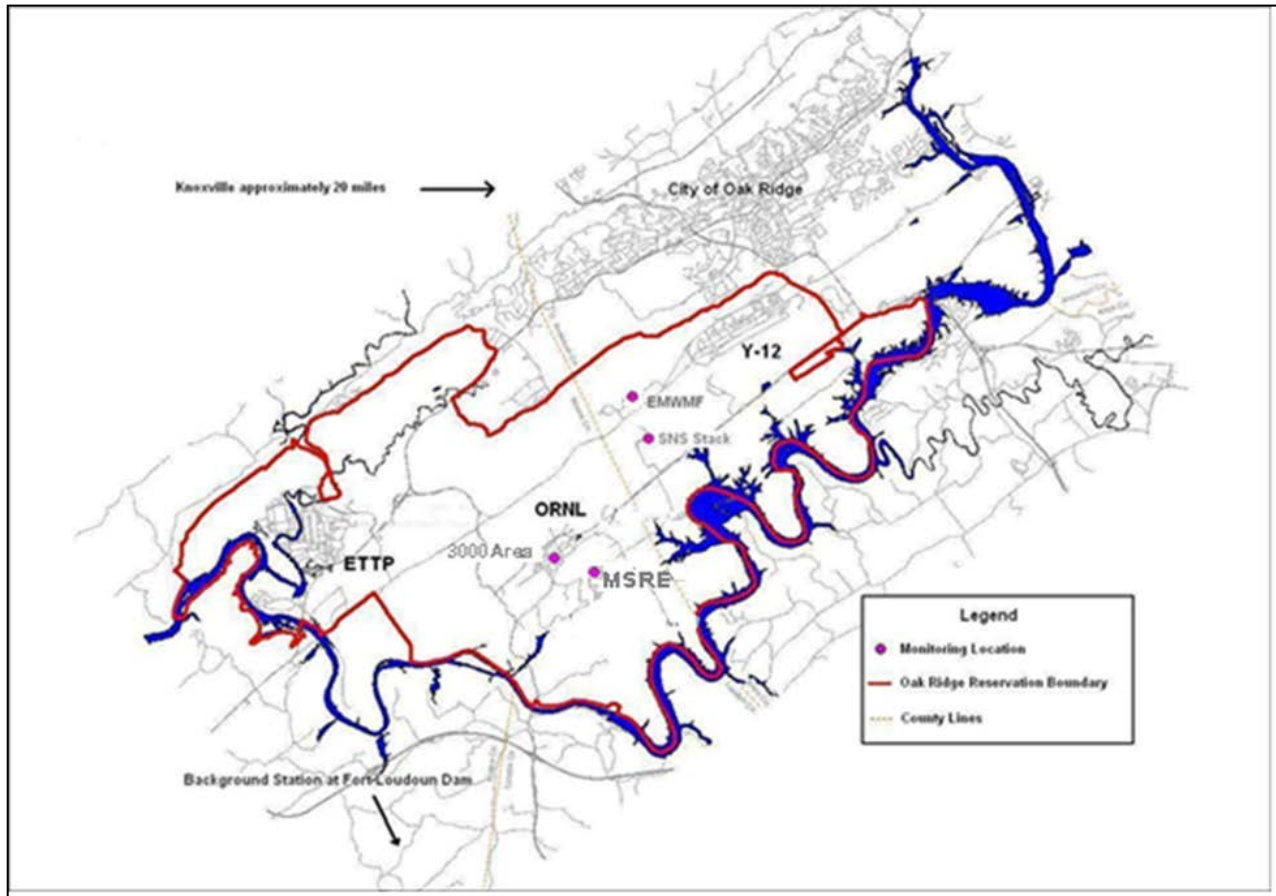 Knoxville approximately 20 miles
City of Oak Ridge
Y-12
EMWMF
SNS Stack
ORNL
3000 Area
MSRE
ETTP
Legend
Monitoring Location
Oak Ridge Reservation Boundary
County Lines
Background Station at Fort Loudoun Dam